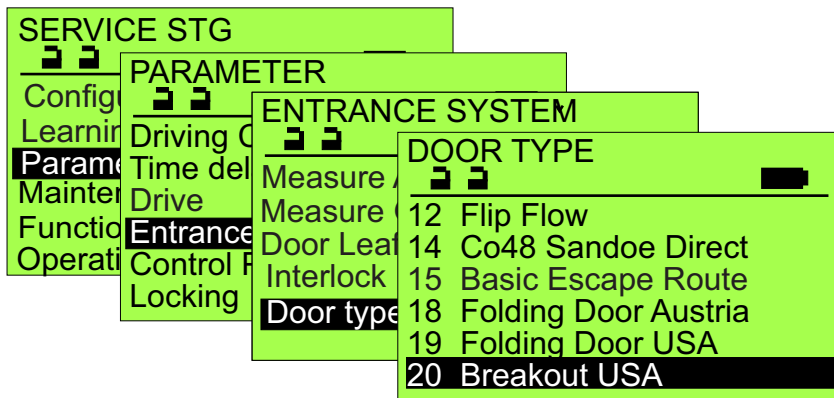 SERVICE STG
Config
Learnin
Parame
Mainten
Functio
Operati
PARAMETER
Driving
Time del
Drive
Entrance
Control
Locking
ENTRANCE SYSTEM
Measure
Measure
Door Leaf
Interlock
Door type
DOOR TYPE
12 Flip Flow
14 Co48 Sandoe Direct
15 Basic Escape Route
18 Folding Door Austria
19 Folding Door USA
20 Breakout USA